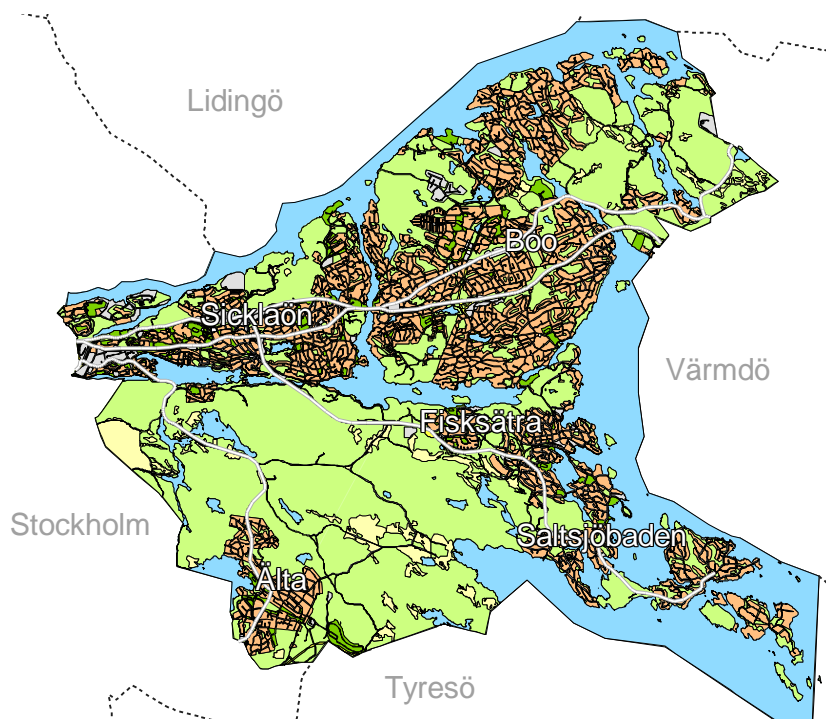 Lidingö
Boo
Sicklaön
Värmdö
Fisksätra
Stockholm
Saltsjöbaden
Älta
Tyresö